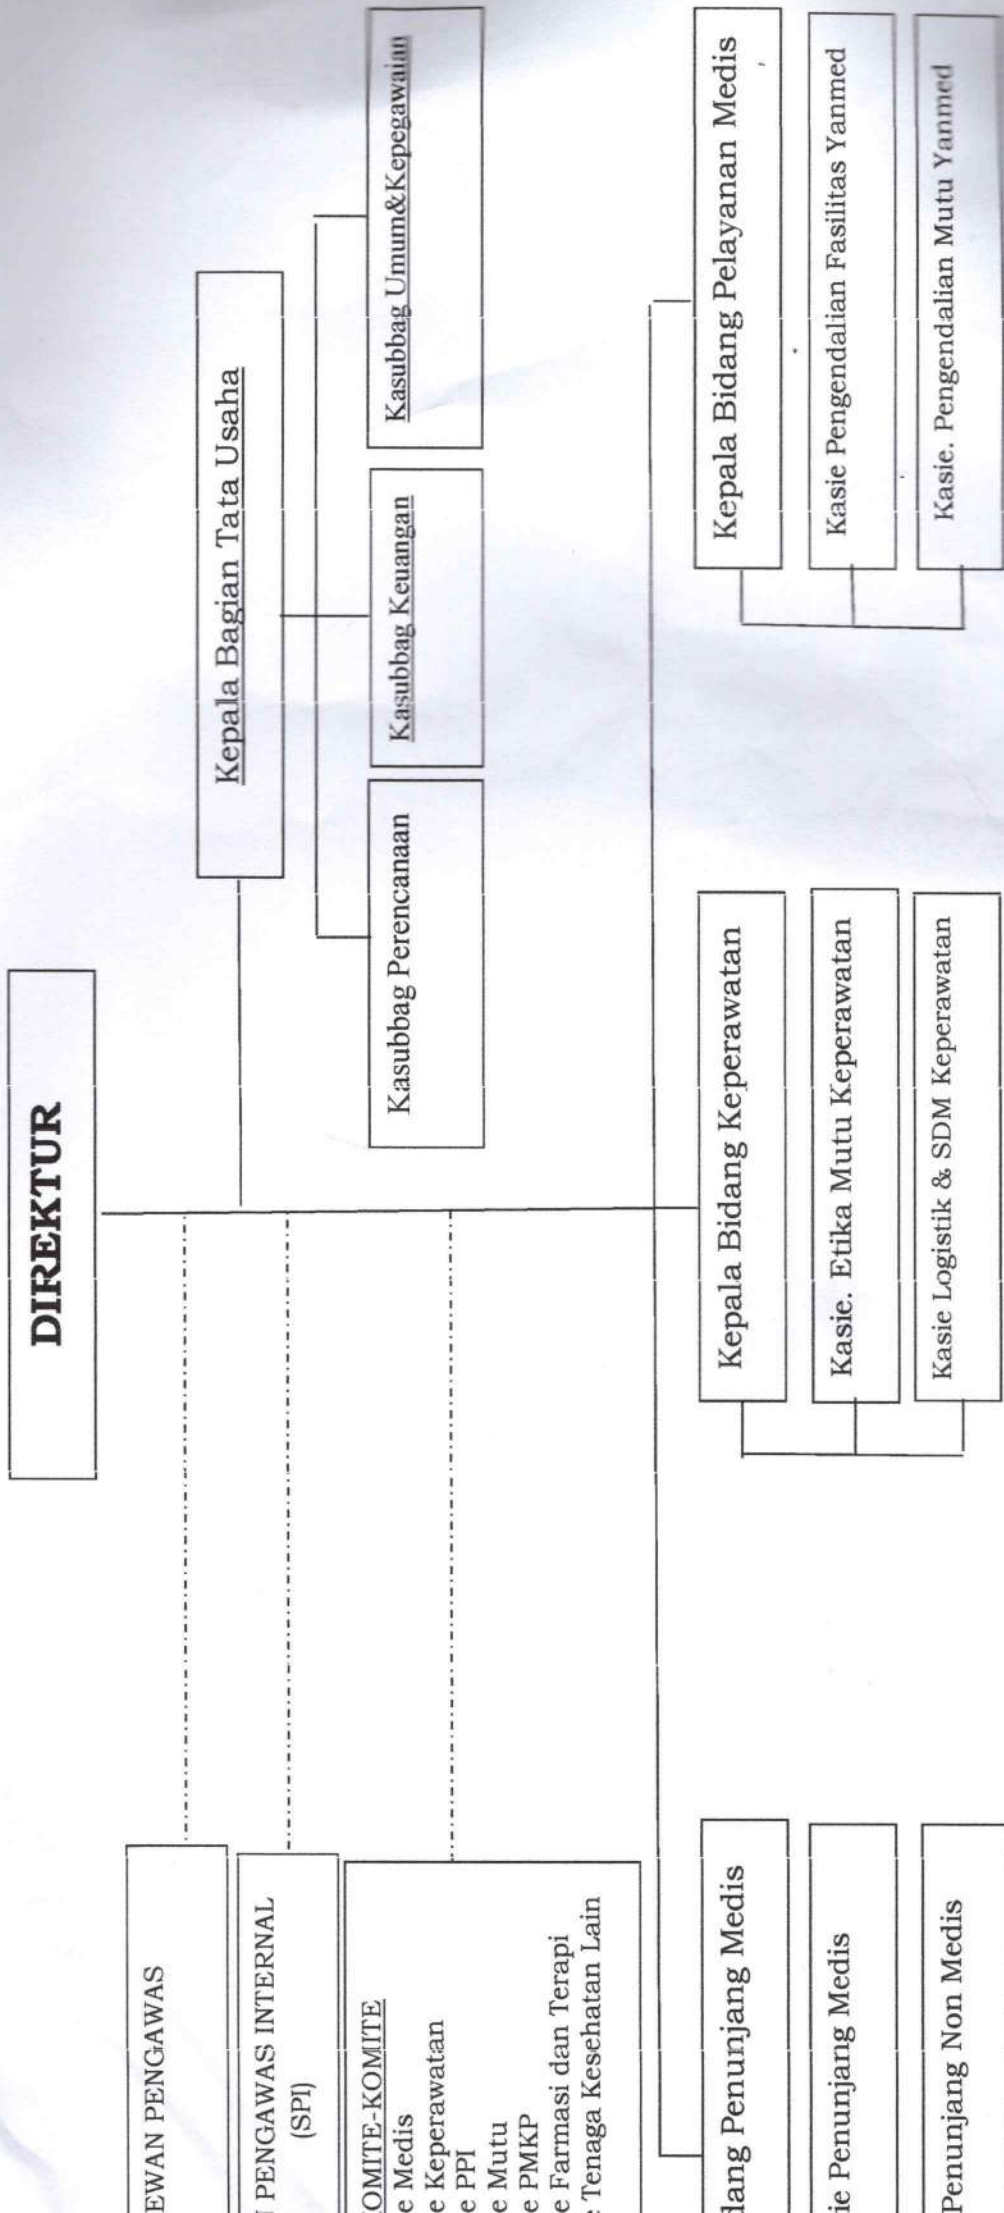 DIREKTUR
EWAN PENGAWAS
PENGAWAS INTERNAL
(SPI)
OMITE-KOMITE
e Medis
e Keperawatan
e PPI
e Mutu
e PMKP
e Farmasi dan Terapi
e Tenaga Kesehatan Lain
Kepala Bagian Tata Usaha
Kasubbag Perencanaan
Kasubbag Keuangan
Kasubbag Umum&Kepegawaian
dang Penunjang Medis
ie Penunjang Medis
Penunjang Non Medis
Kepala Bidang Keperawatan
Kasie. Etika Mutu Keperawatan
Kasie Logistik & SDM Keperawatan
Kepala Bidang Pelayanan Medis
Kasie Pengendalian Fasilitas Yanmed
Kasie. Pengendalian Mutu Yanmed